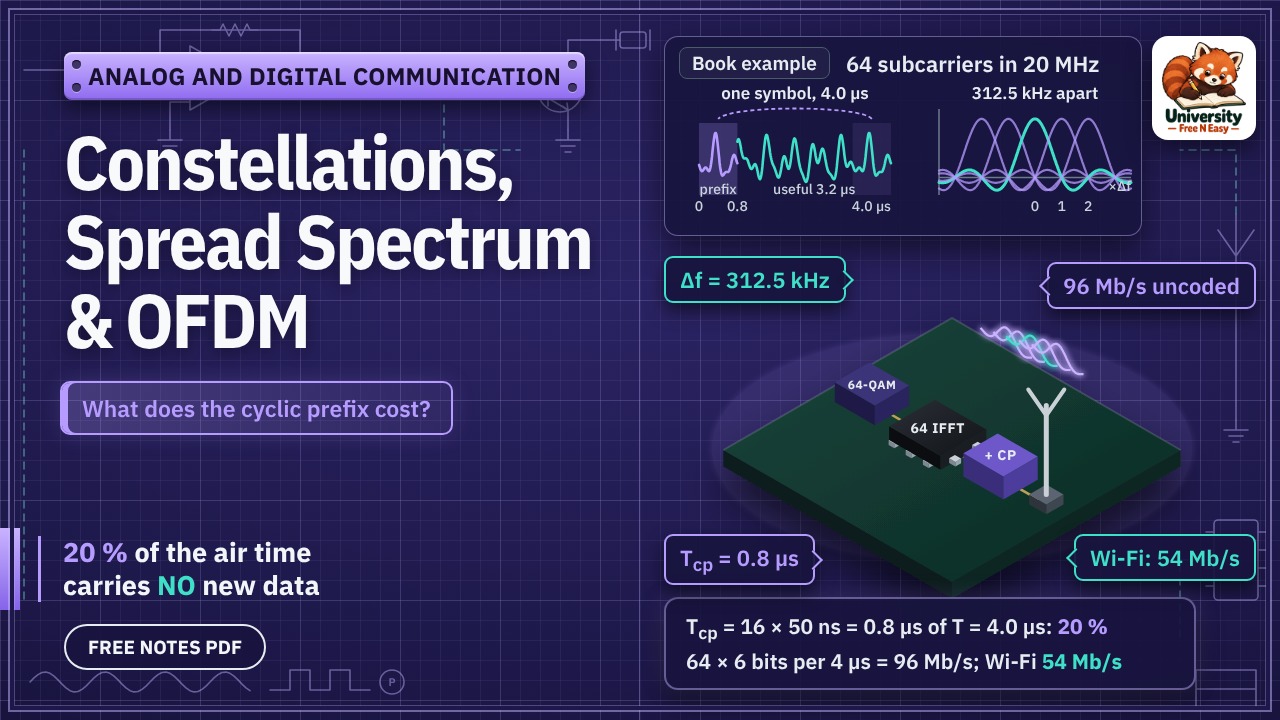 ANALOG AND DIGITAL COMMUNICATION
Constellations,
Spread Spectrum
& OFDM
What does the cyclic prefix cost?
20 % of the air time
carries NO new data
FREE NOTES PDF
P
Book example
64 subcarriers in 20 MHz
one symbol, 4.0 µs
312.5 kHz apart
prefix
useful 3.2 µs
0
0.8
4.0 µs
×Δf
0 1 2
University
Free N Easy
Δf = 312.5 kHz
96 Mb/s uncoded
64-QAM
64 IFFT
+ CP
Tcp = 0.8 µs
Wi-Fi: 54 Mb/s
Tcp = 16 × 50 ns = 0.8 µs of T = 4.0 µs: 20 %
64 × 6 bits per 4 µs = 96 Mb/s; Wi-Fi 54 Mb/s